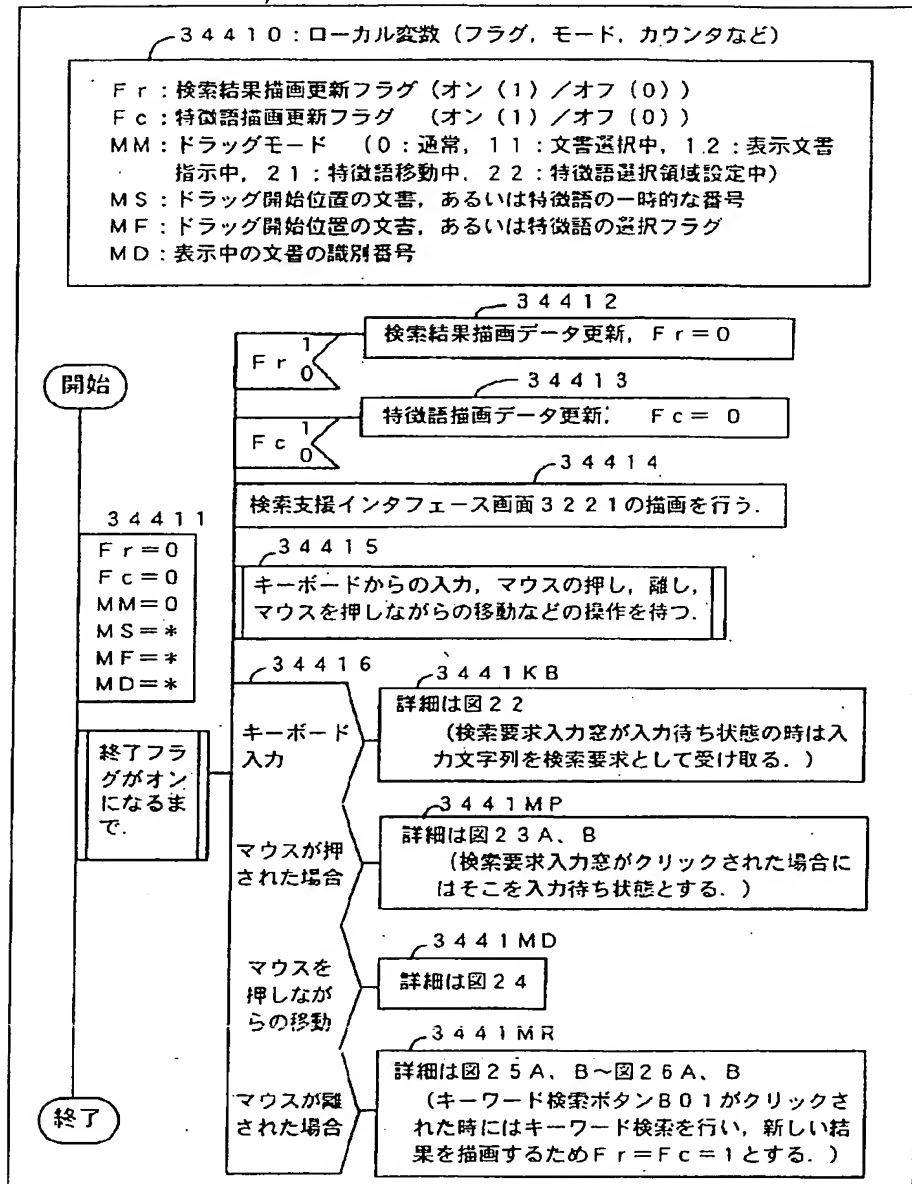 34410:ローカル変数(フラグ,モード,カウンタなど)
Fr:検索結果描画更新フラグ(オン(1)/オフ(0))
Fc:特徴語描画更新フラグ (オン(1)/オフ(0))
MM:ドラッグモード (0:通常,11:文書選択中,12:表示文書
指示中,21:特徴語移動中,22:特徴語選択領域設定中)
MS:ドラッグ開始位置の文書,あるいは特徴語の一時的な番号
MF:ドラッグ開始位置の文書,あるいは特徴語の選択フラグ
MD:表示中の文書の識別番号
開始
34411
Fr=0
Fc=0
MM=0
MS=*
MF=*
MD=*
終了フラ
グがオン
になるま
で.
終了
Fr 1 0
34412
検索結果描画データ更新,Fr=0
Fc 1 0
34413
特徴語描画データ更新, Fc=0
34414
検索支援インタフェース画面3221の描画を行う.
34415
キーボードからの入力,マウスの押し,離し,
マウスを押しながらの移動などの操作を待つ.
34416
キーボード
入力
3441KB
詳細は図22
(検索要求入力窓が入力待ち状態の時は入
力文字列を検索要求として受け取る.)
マウスが押
された場合
3441MP
詳細は図23A、B
(検索要求入力窓がクリックされた場合に
はそこを入力待ち状態とする.)
マウスを
押しなが
らの移動
3441MD
詳細は図24
マウスが離
された場合
3441MR
詳細は図25A、B~図26A、B
(キーワード検索ボタンB01がクリックさ
れた時にはキーワード検索を行い,新しい結
果を描画するためFr=Fc=1とする.)